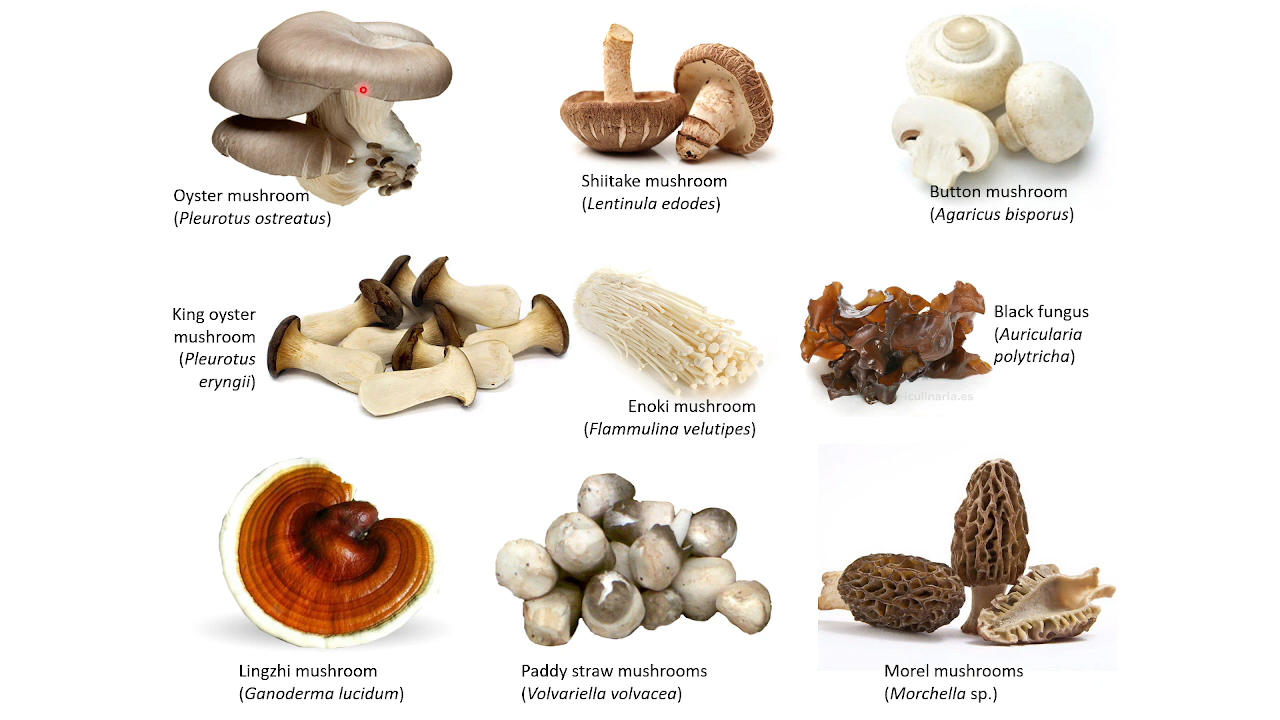 Oyster mushroom
(Pleurotus ostreatus)
Shiitake mushroom
(Lentinula edodes)
Button mushroom
(Agaricus bisporus)
King oyster
mushroom
(Pleurotus
eryngii)
Enoki mushroom
(Flammulina velutipes)
Black fungus
(Auricularia
polytricha)
iculinaria.es
Lingzhi mushroom
(Ganoderma lucidum)
Paddy straw mushrooms
(Volvariella volvacea)
Morel mushrooms
(Morchella sp.)